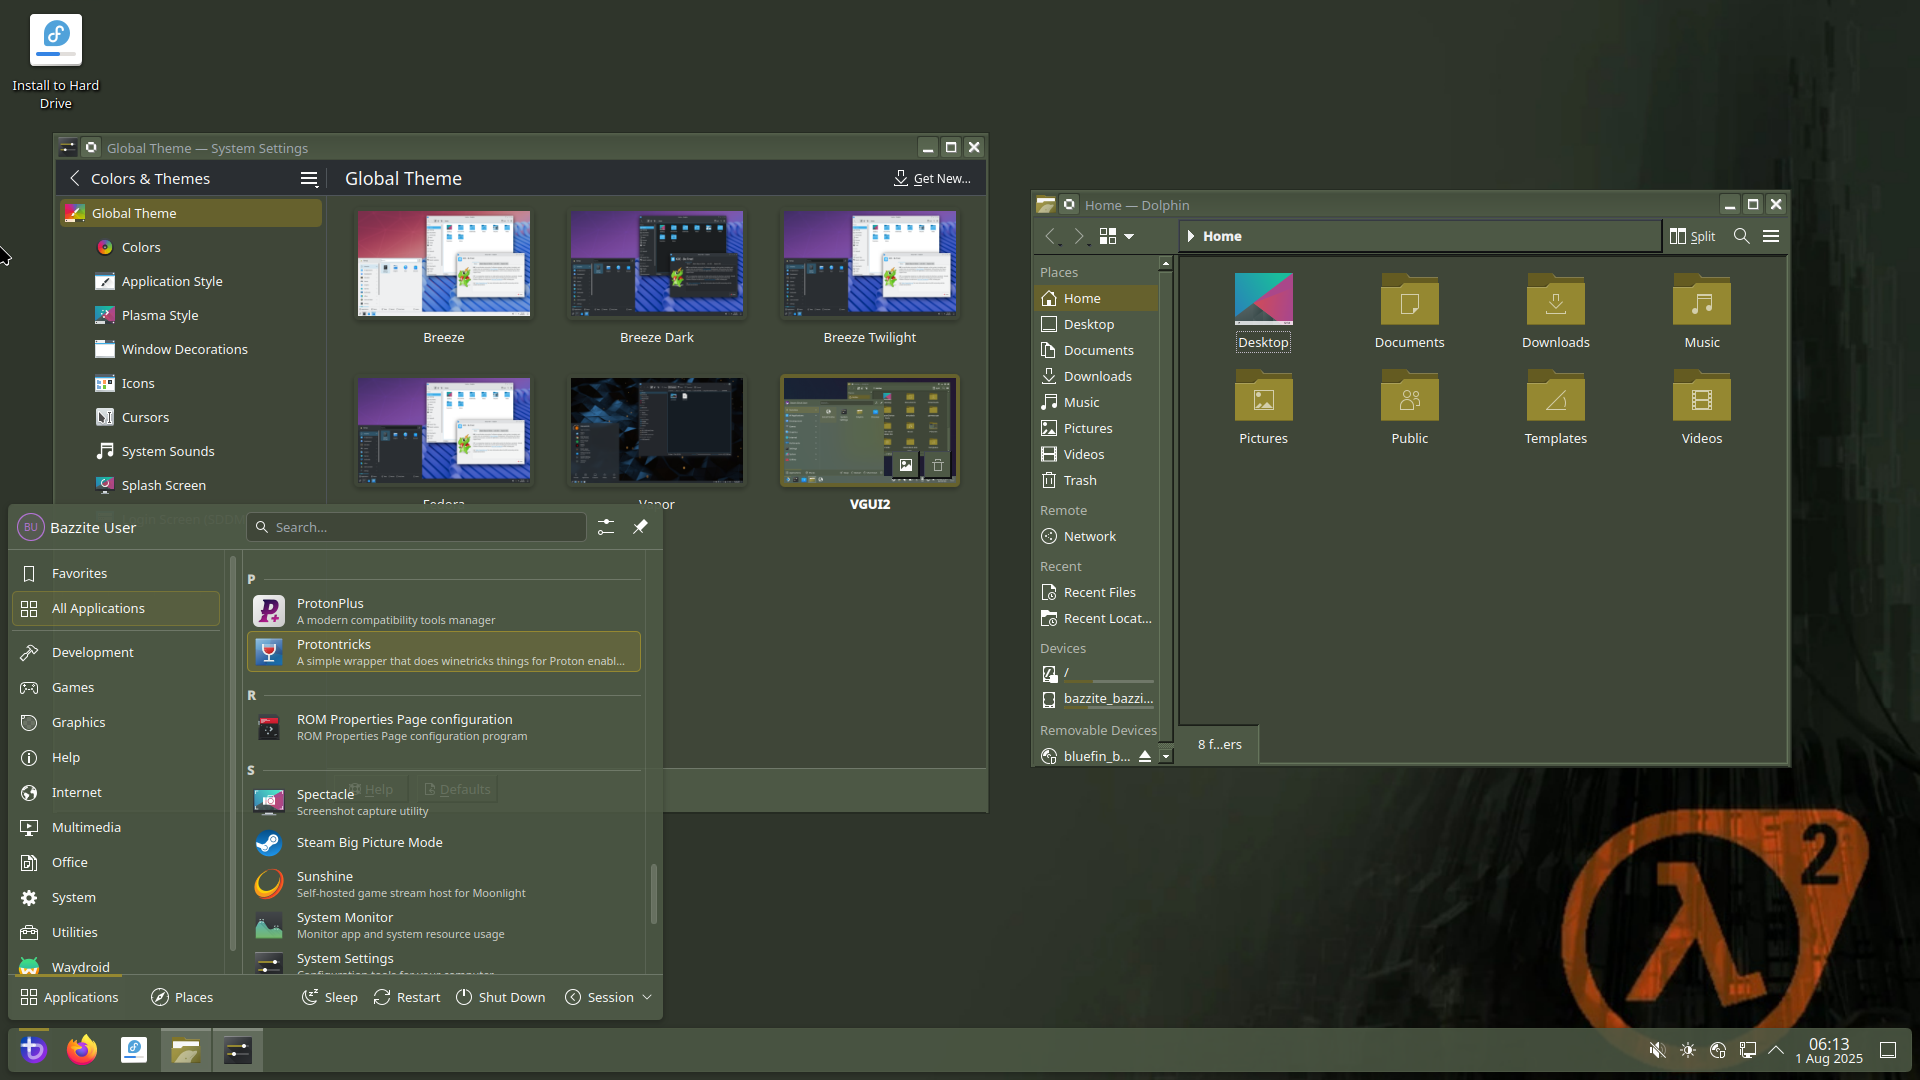 Install to Hard
Drive
Global Theme — System Settings
Colors & Themes
Global Theme
Get New...
Global Theme
Colors
Application Style
Plasma Style
Window Decorations
Icons
Cursors
System Sounds
Splash Screen
Breeze
Breeze Dark
Breeze Twilight
Fedora
Vapor
VGUI2
Help
Defaults
Home — Dolphin
Home
Split
Places
Home
Desktop
Documents
Downloads
Music
Pictures
Videos
Trash
Remote
Network
Recent
Recent Files
Recent Locat...
Devices
/
bazzite_bazzi...
Removable Devices
bluefin_b...
Desktop
Documents
Downloads
Music
Pictures
Public
Templates
Videos
8 f...ers
BU
Bazzite User
Search...
Favorites
All Applications
Development
Games
Graphics
Help
Internet
Multimedia
Office
System
Utilities
Waydroid
P
ProtonPlus
A modern compatibility tools manager
Protontricks
A simple wrapper that does winetricks things for Proton enabl...
R
ROM Properties Page configuration
ROM Properties Page configuration program
S
Spectacle
Screenshot capture utility
Steam Big Picture Mode
Sunshine
Self-hosted game stream host for Moonlight
System Monitor
Monitor app and system resource usage
System Settings
Applications
Places
Sleep
Restart
Shut Down
Session
2
06:13
1 Aug 2025